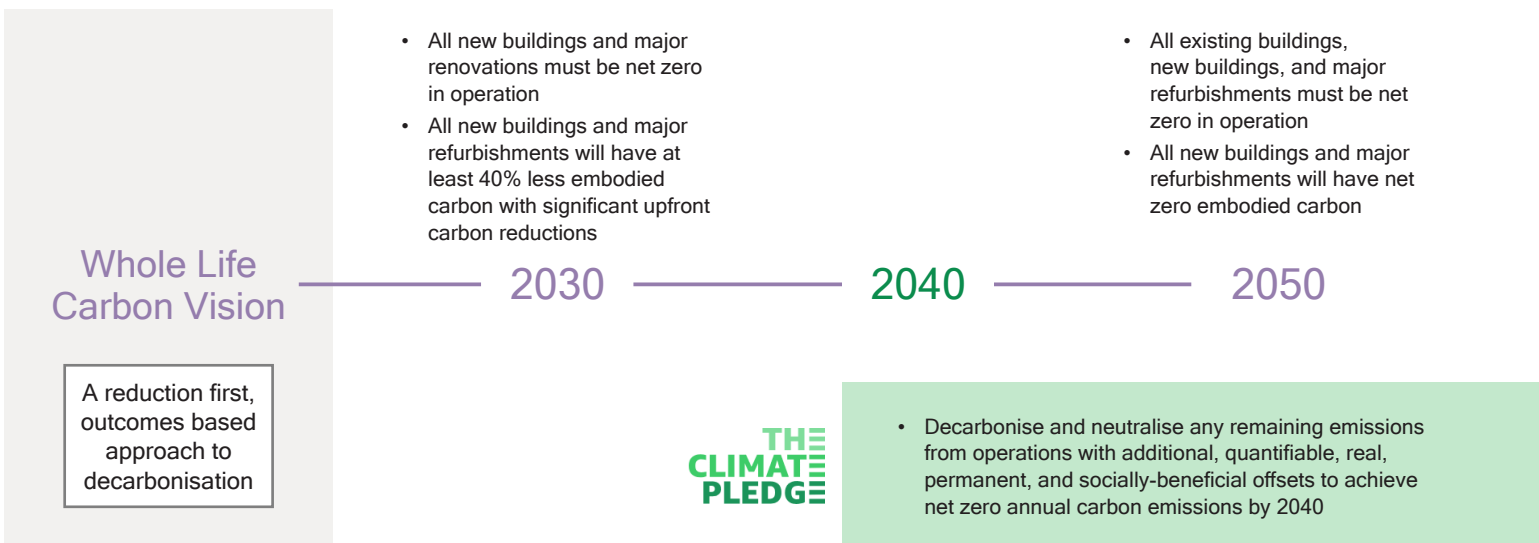 Whole Life
Carbon Vision
A reduction first,
outcomes based
approach to
decarbonisation
• All new buildings and major
renovations must be net zero
in operation
• All new buildings and major
refurbishments will have at
least 40% less embodied
carbon with significant upfront
carbon reductions
2030
2040
• All existing buildings,
new buildings, and major
refurbishments must be net
zero in operation
• All new buildings and major
refurbishments will have net
zero embodied carbon
2050
THE
CLIMATE
PLEDGE
• Decarbonise and neutralise any remaining emissions
from operations with additional, quantifiable, real,
permanent, and socially-beneficial offsets to achieve
net zero annual carbon emissions by 2040